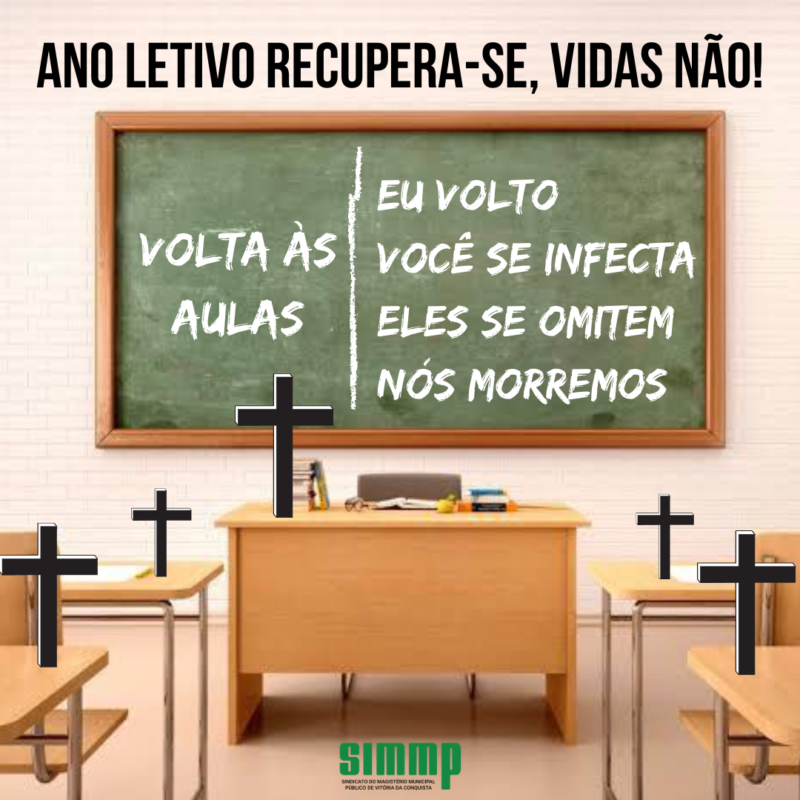 ANO LETIVO RECUPERA-SE, VIDAS NÃO!
VOLTA ÀS
AULAS
EU VOLTO
VOCÊ SE INFECTA
ELES SE OMITEM
NÓS MORREMOS
SIMMP
SINDICATO DO MAGISTÉRIO MUNICIPAL
PÚBLICO DE VITÓRIA DA CONQUISTA